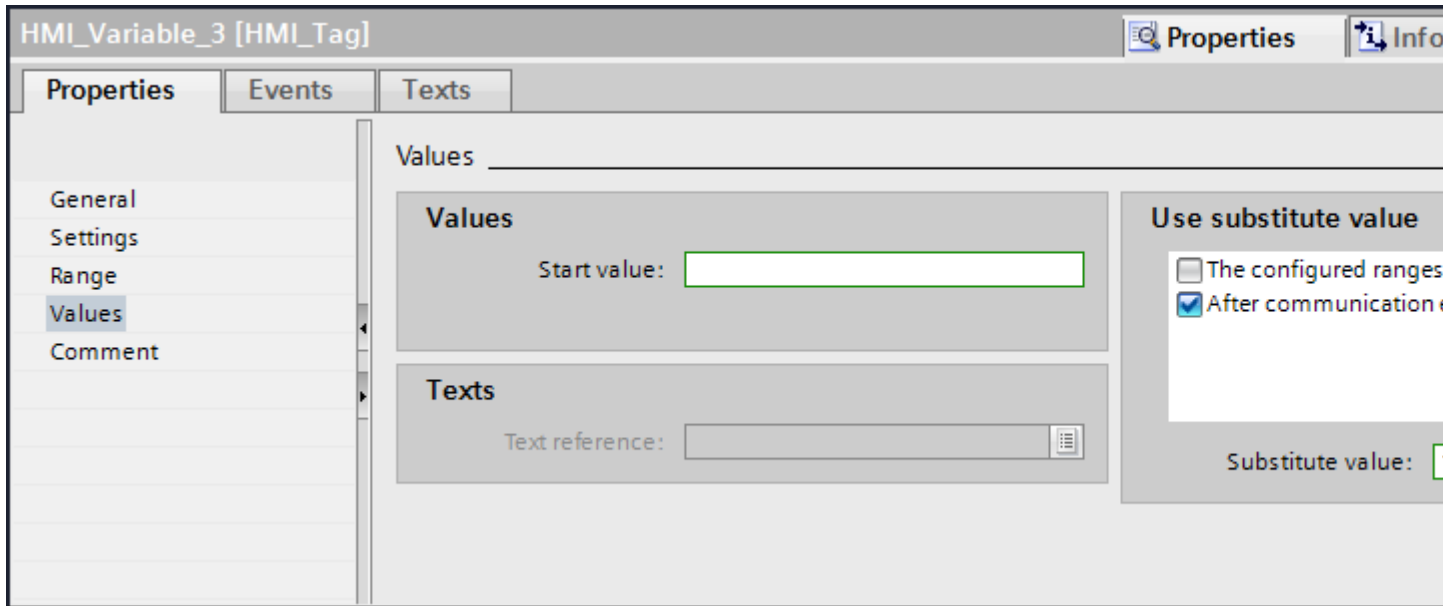 HMI_Variable_3 [HMI_Tag]
Properties
Info
Properties
Events
Texts
General
Settings
Range
Values
Comment
Values
Values
Start value:
Texts
Text reference:
Use substitute value
The configured ranges
After communication
Substitute value: